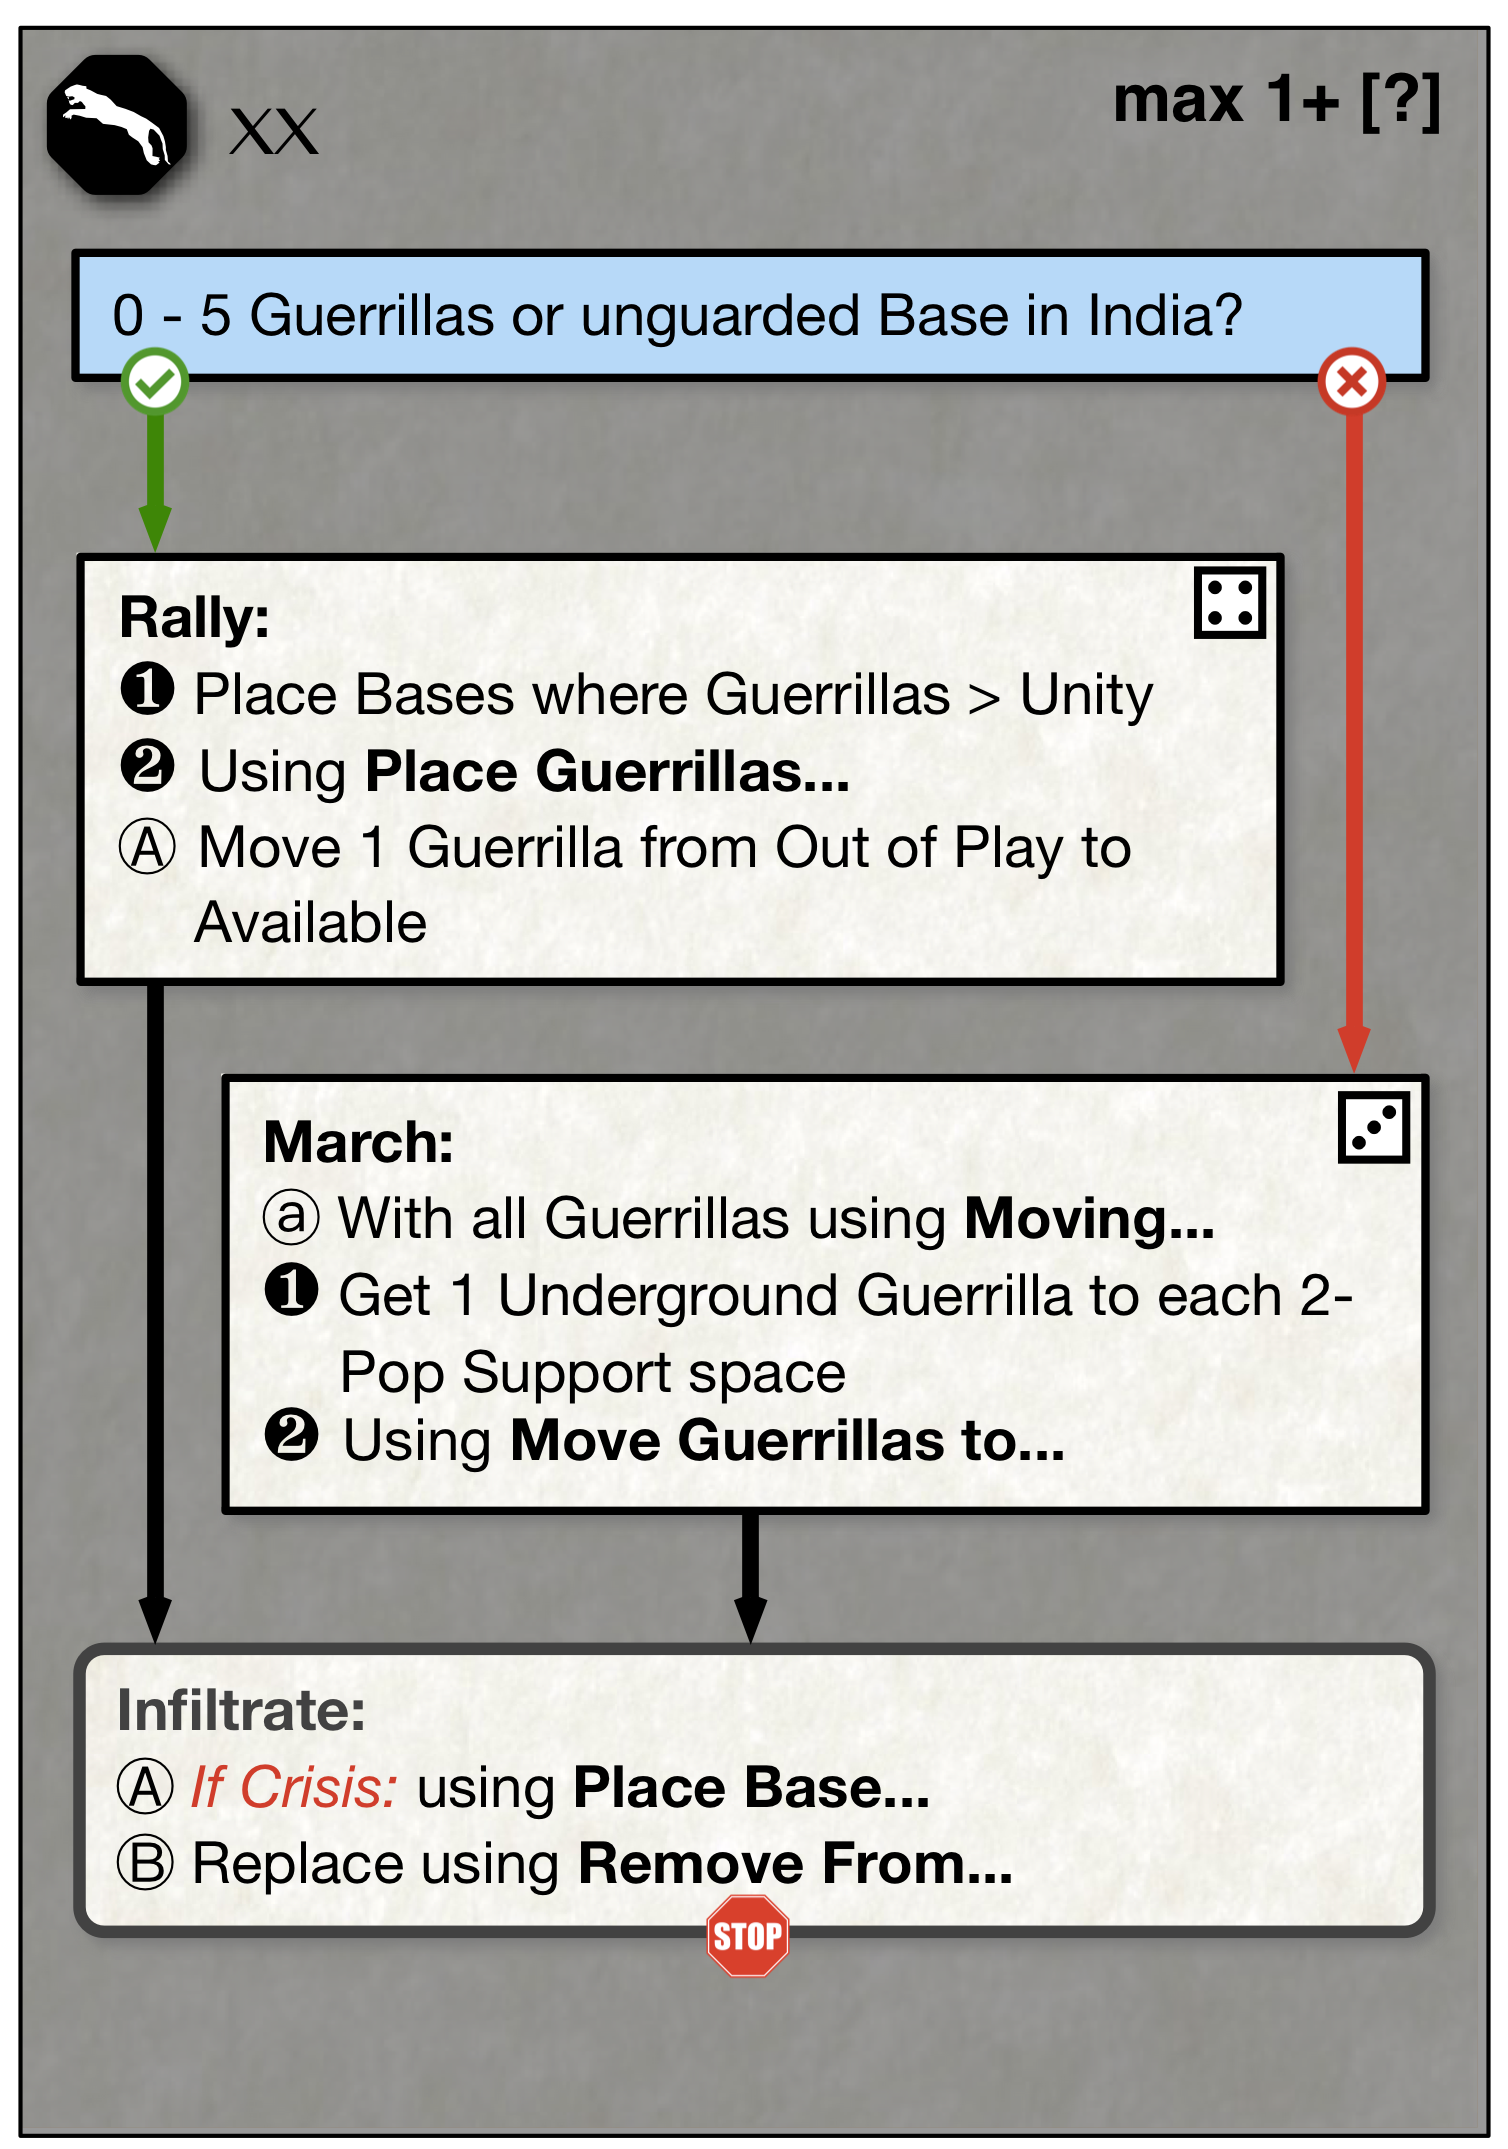 XX
max 1+ [?]
0 - 5 Guerrillas or unguarded Base in India?
Rally:
❶ Place Bases where Guerrillas > Unity
❷ Using Place Guerrillas...
Ⓐ Move 1 Guerrilla from Out of Play to
Available
March:
ⓐ With all Guerrillas using Moving...
❶ Get 1 Underground Guerrilla to each 2-
Pop Support space
❷ Using Move Guerrillas to...
Infiltrate:
Ⓐ If Crisis: using Place Base...
Ⓑ Replace using Remove From...
STOP